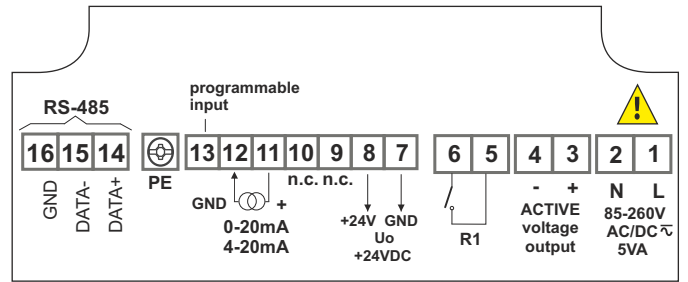 programmable
input
RS-485
16 15 14 13 12 11 10 9 8 7 6 5 4 3 2 1
PE
n.c. n.c.
GND
DATA-
DATA+
GND +
0-20mA
4-20mA
+24V GND
Uo
+24VDC
R1
- +
ACTIVE
voltage
output
N L
85-260V
AC/DC
5VA
!